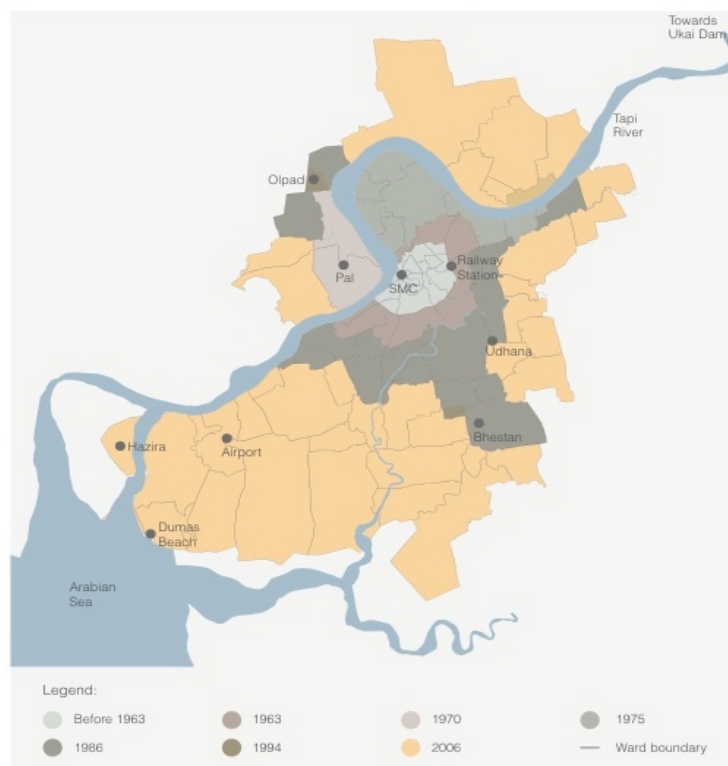 Towards
Ukai Dam
Tapi
River
Olpad
Pal
SMC
Railway
Station
Udhana
Bhestan
Hazira
Airport
Dumas
Beach
Arabian
Sea
Legend:
Before 1963
1963
1970
1975
1986
1994
2006
Ward boundary